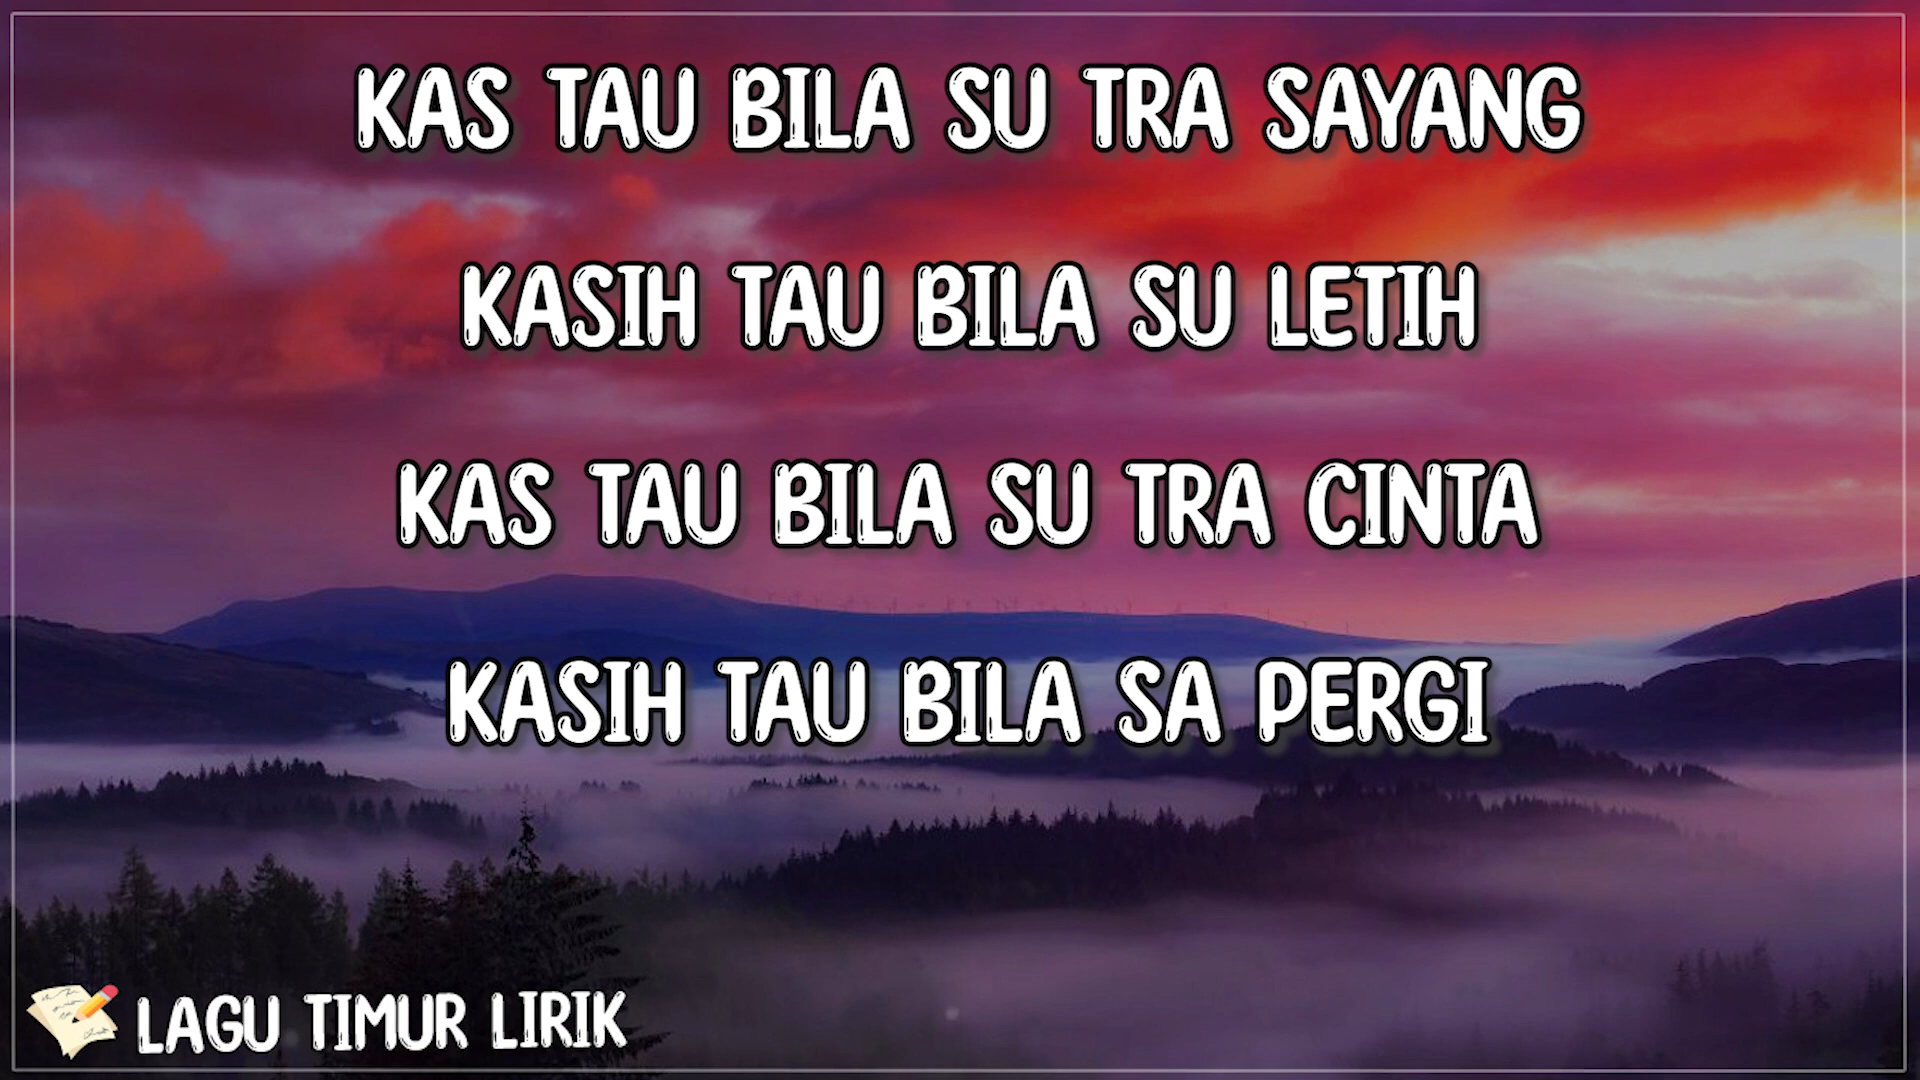 KAS TAU BILA SU TRA SAYANG
KASIH TAU BILA SU LETIH
KAS TAU BILA SU TRA CINTA
KASIH TAU BILA SA PERGI
LAGU TIMUR LIRIK